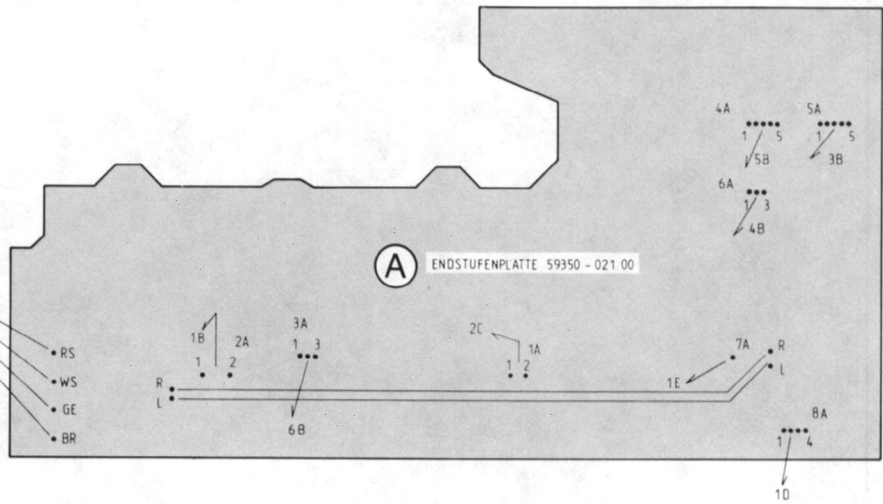 4A 5A
1 5 1 5
5B 3B
6A
1 3
4B
A ENDSTUFENPLATTE 59350 - 021.00
3A
1B 2A 1 3 2C 1A 7A R
RS 1 2 1 2 L
WS R 1E
L
GE 6B 8A
BR 1 4
1D